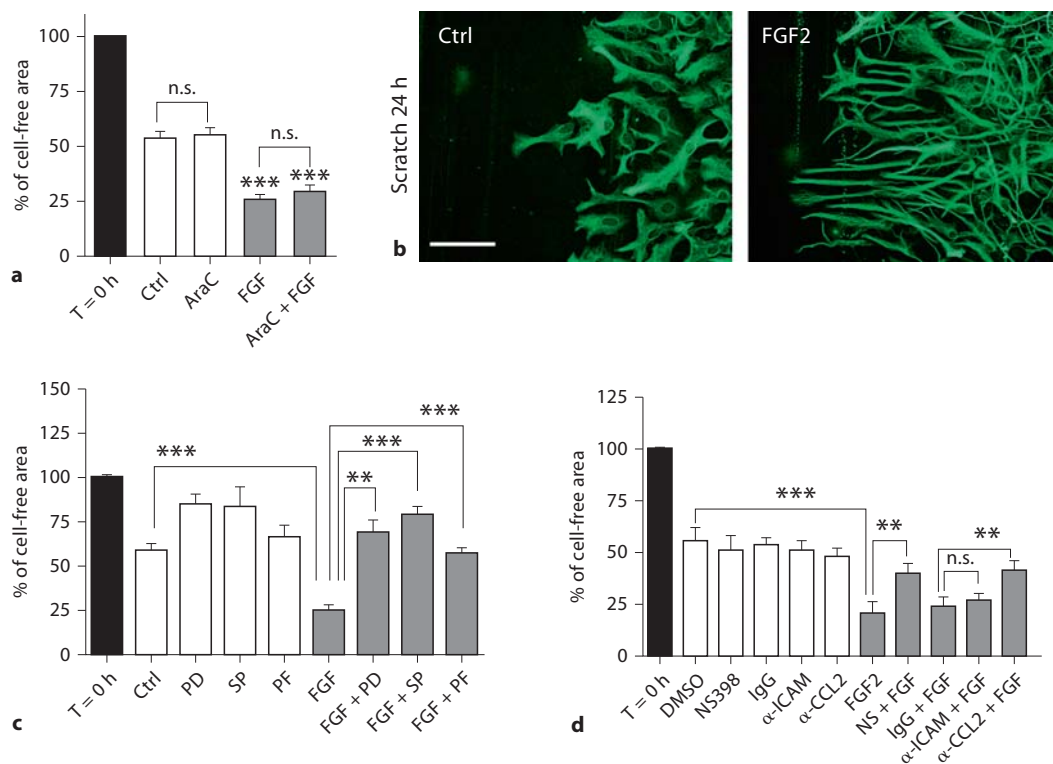 100
75
50
25
0
% of cell-free area
n.s.
n.s.
***
***
T = 0 h
Ctrl
AraC
FGF
AraC + FGF
a
Scratch 24 h
Ctrl
FGF2
b
150
125
100
75
50
25
0
% of cell-free area
***
***
***
**
T = 0 h
Ctrl
PD
SP
PF
FGF
FGF + PD
FGF + SP
FGF + PF
c
125
100
75
50
25
0
% of cell-free area
***
**
**
n.s.
T = 0 h
DMSO
NS398
IgG
α-ICAM
α-CCL2
FGF2
NS + FGF
IgG + FGF
α-ICAM + FGF
α-CCL2 + FGF
d